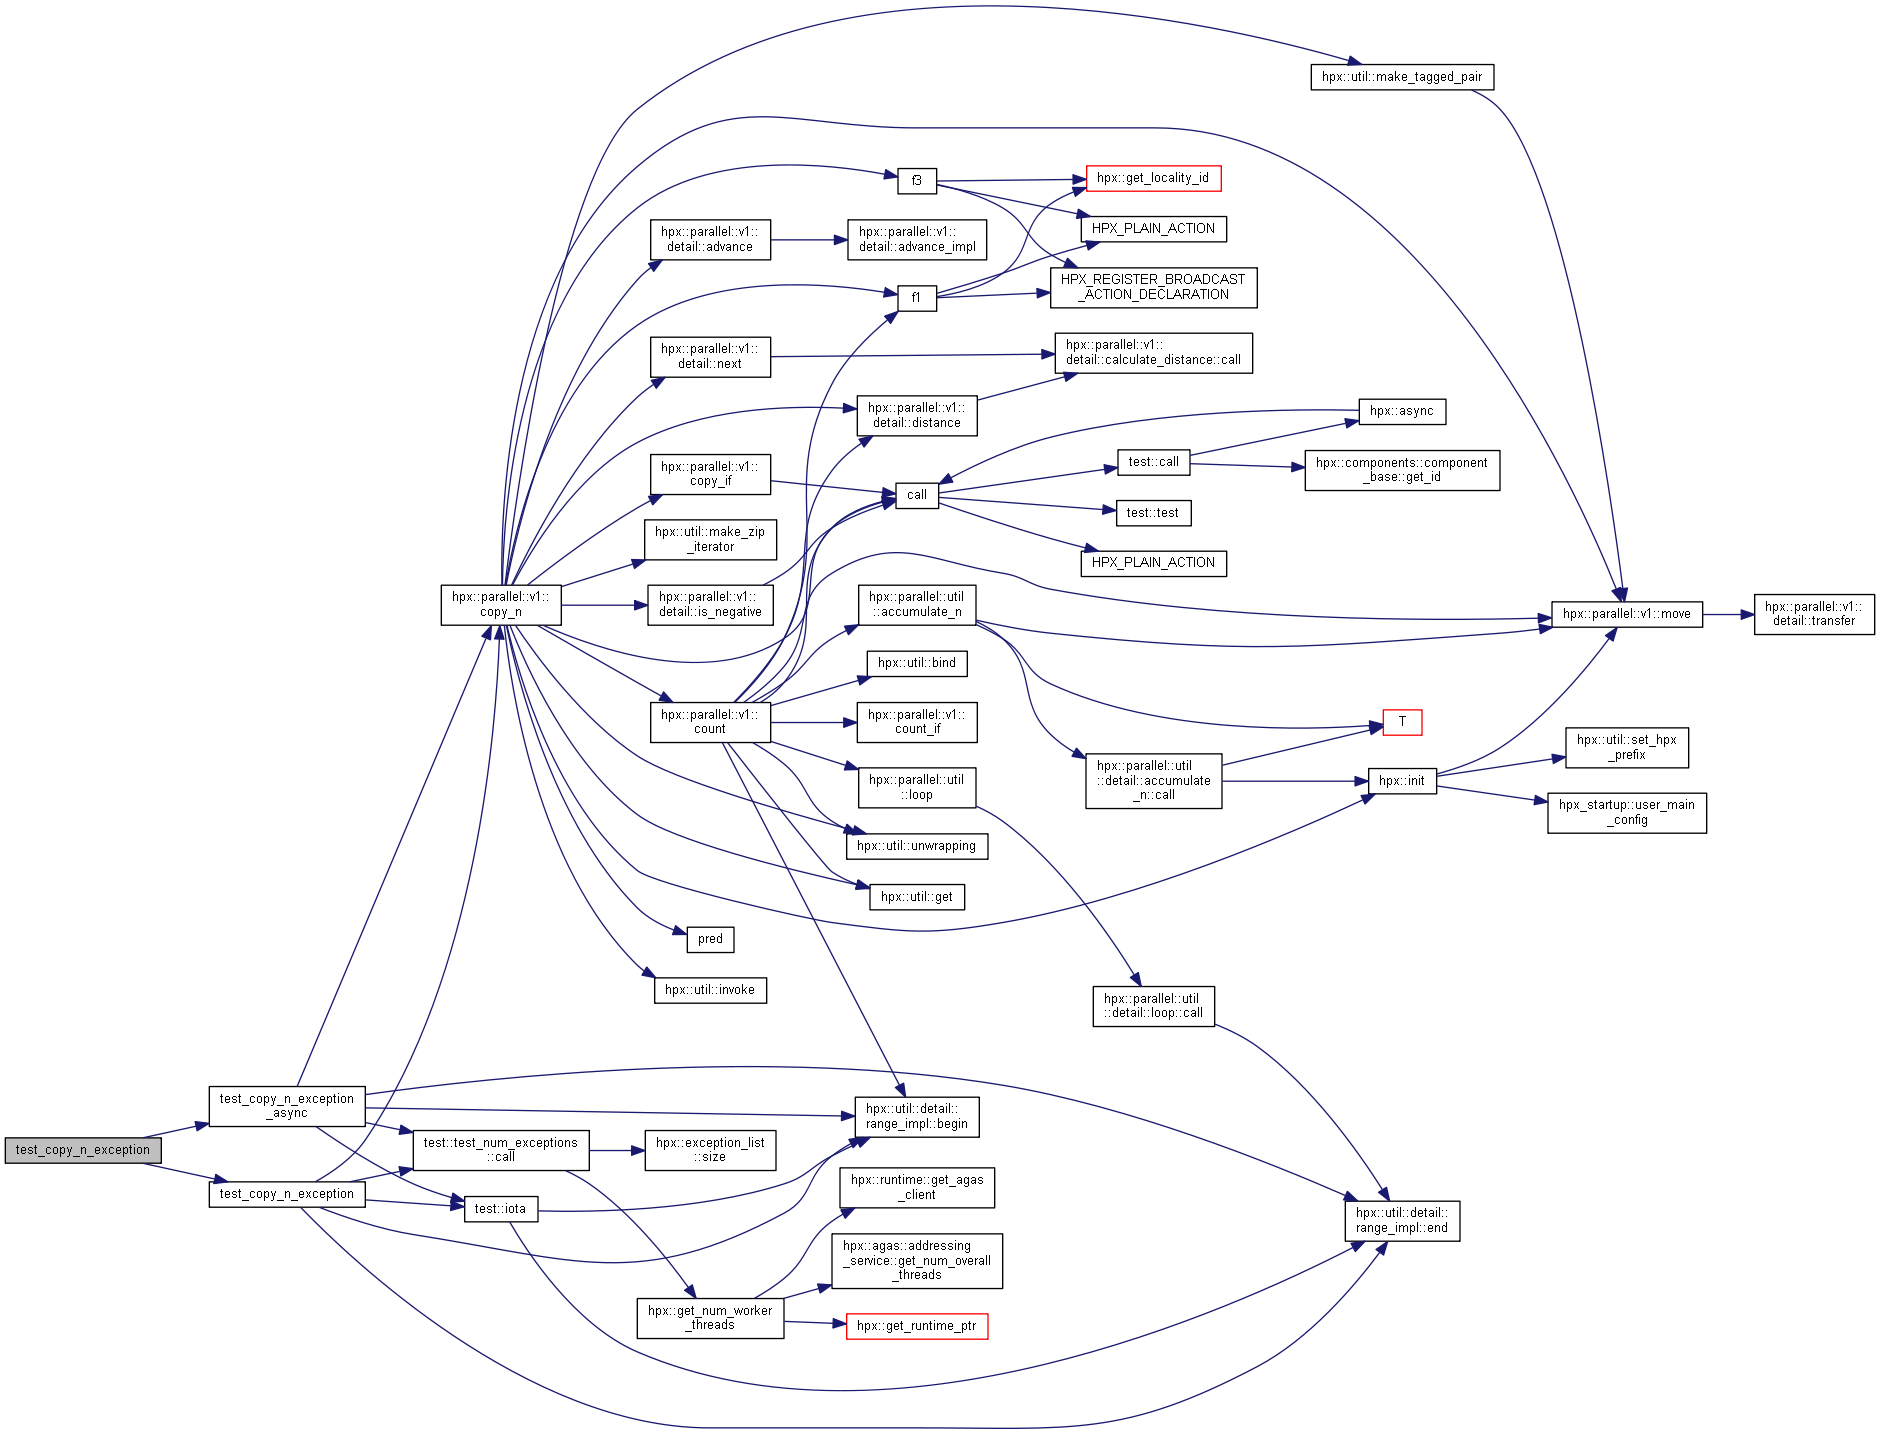 hpx::util::make_tagged_pair
f3
hpx::get_locality_id
hpx::parallel::v1::
detail::advance
hpx::parallel::v1::
detail::advance_impl
HPX_PLAIN_ACTION
HPX_REGISTER_BROADCAST
_ACTION_DECLARATION
f1
hpx::parallel::v1::
detail::next
hpx::parallel::v1::
detail::calculate_distance::call
hpx::parallel::v1::
detail::distance
hpx::async
hpx::parallel::v1::
copy_if
call
test::call
hpx::components::component
_base::get_id
test::test
hpx::util::make_zip
_iterator
HPX_PLAIN_ACTION
hpx::parallel::v1::
copy_n
hpx::parallel::v1::
detail::is_negative
hpx::parallel::util
::accumulate_n
hpx::parallel::v1::move
hpx::parallel::v1::
detail::transfer
hpx::util::bind
hpx::parallel::v1::
count
hpx::parallel::v1::
count_if
T
hpx::parallel::util
::loop
hpx::parallel::util
::detail::accumulate
_n::call
hpx::init
hpx::util::set_hpx
_prefix
hpx_startup::user_main
_config
hpx::util::unwrapping
hpx::util::get
pred
hpx::util::invoke
hpx::parallel::util
::detail::loop::call
test_copy_n_exception
_async
hpx::util::detail::
range_impl::begin
test_copy_n_exception
test::test_num_exceptions
::call
hpx::exception_list
::size
test_copy_n_exception
test::iota
hpx::runtime::get_agas
_client
hpx::util::detail::
range_impl::end
hpx::agas::addressing
_service::get_num_overall
_threads
hpx::get_num_worker
_threads
hpx::get_runtime_ptr